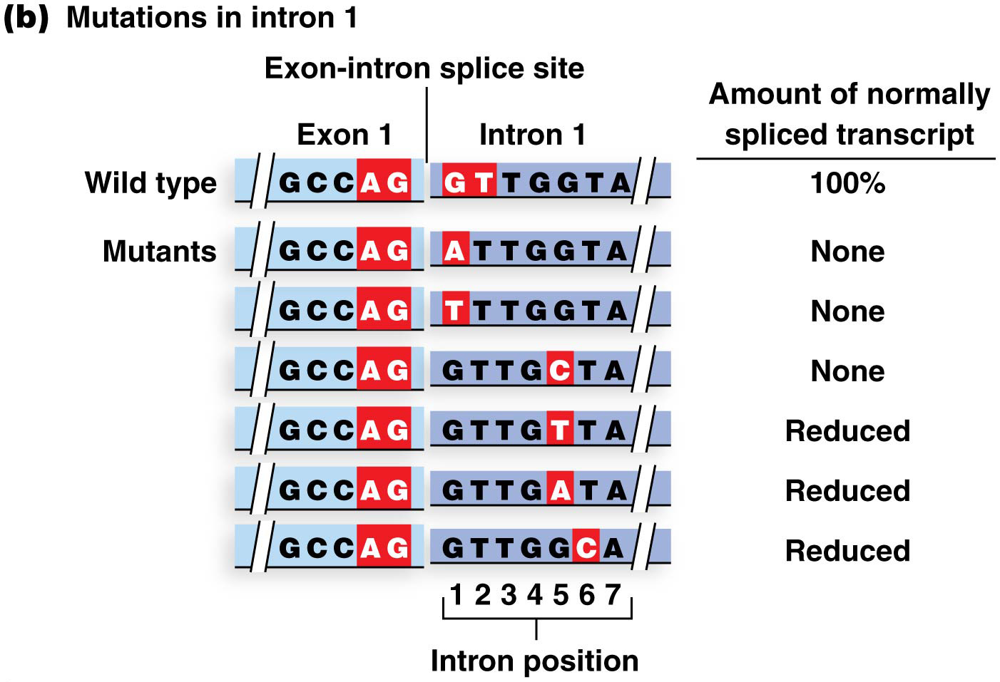 (b) Mutations in intron 1
Exon-intron splice site
Amount of normally
spliced transcript
Exon 1 Intron 1
Wild type GCCAG GTTGGTA 100%
Mutants GCCAG ATTGGTA None
GCCAG TTTGGTA None
GCCAG GTTGCTA None
GCCAG GTTGTTA Reduced
GCCAG GTTGATA Reduced
GCCAG GTTGGCA Reduced
1 2 3 4 5 6 7
Intron position